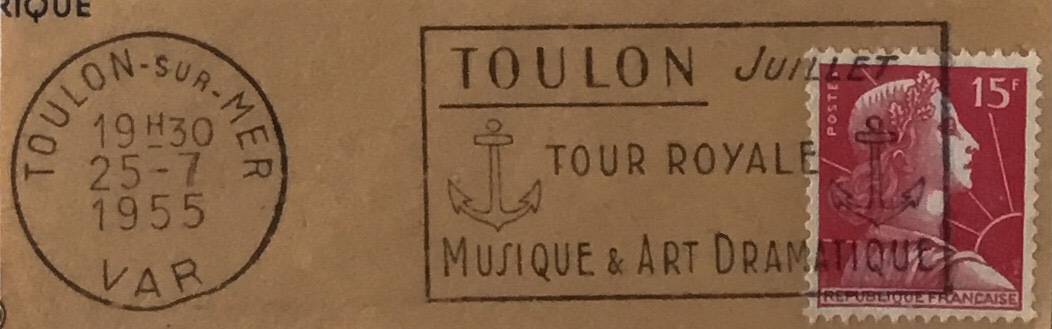 RIQUE
TOULON-SUR-MER
19H30
25-7
1955
VAR
TOULON JUILLET
TOUR ROYALE
MUSIQUE & ART DRAMATIQUE
POSTES
15F
RÉPUBLIQUE FRANÇAISE